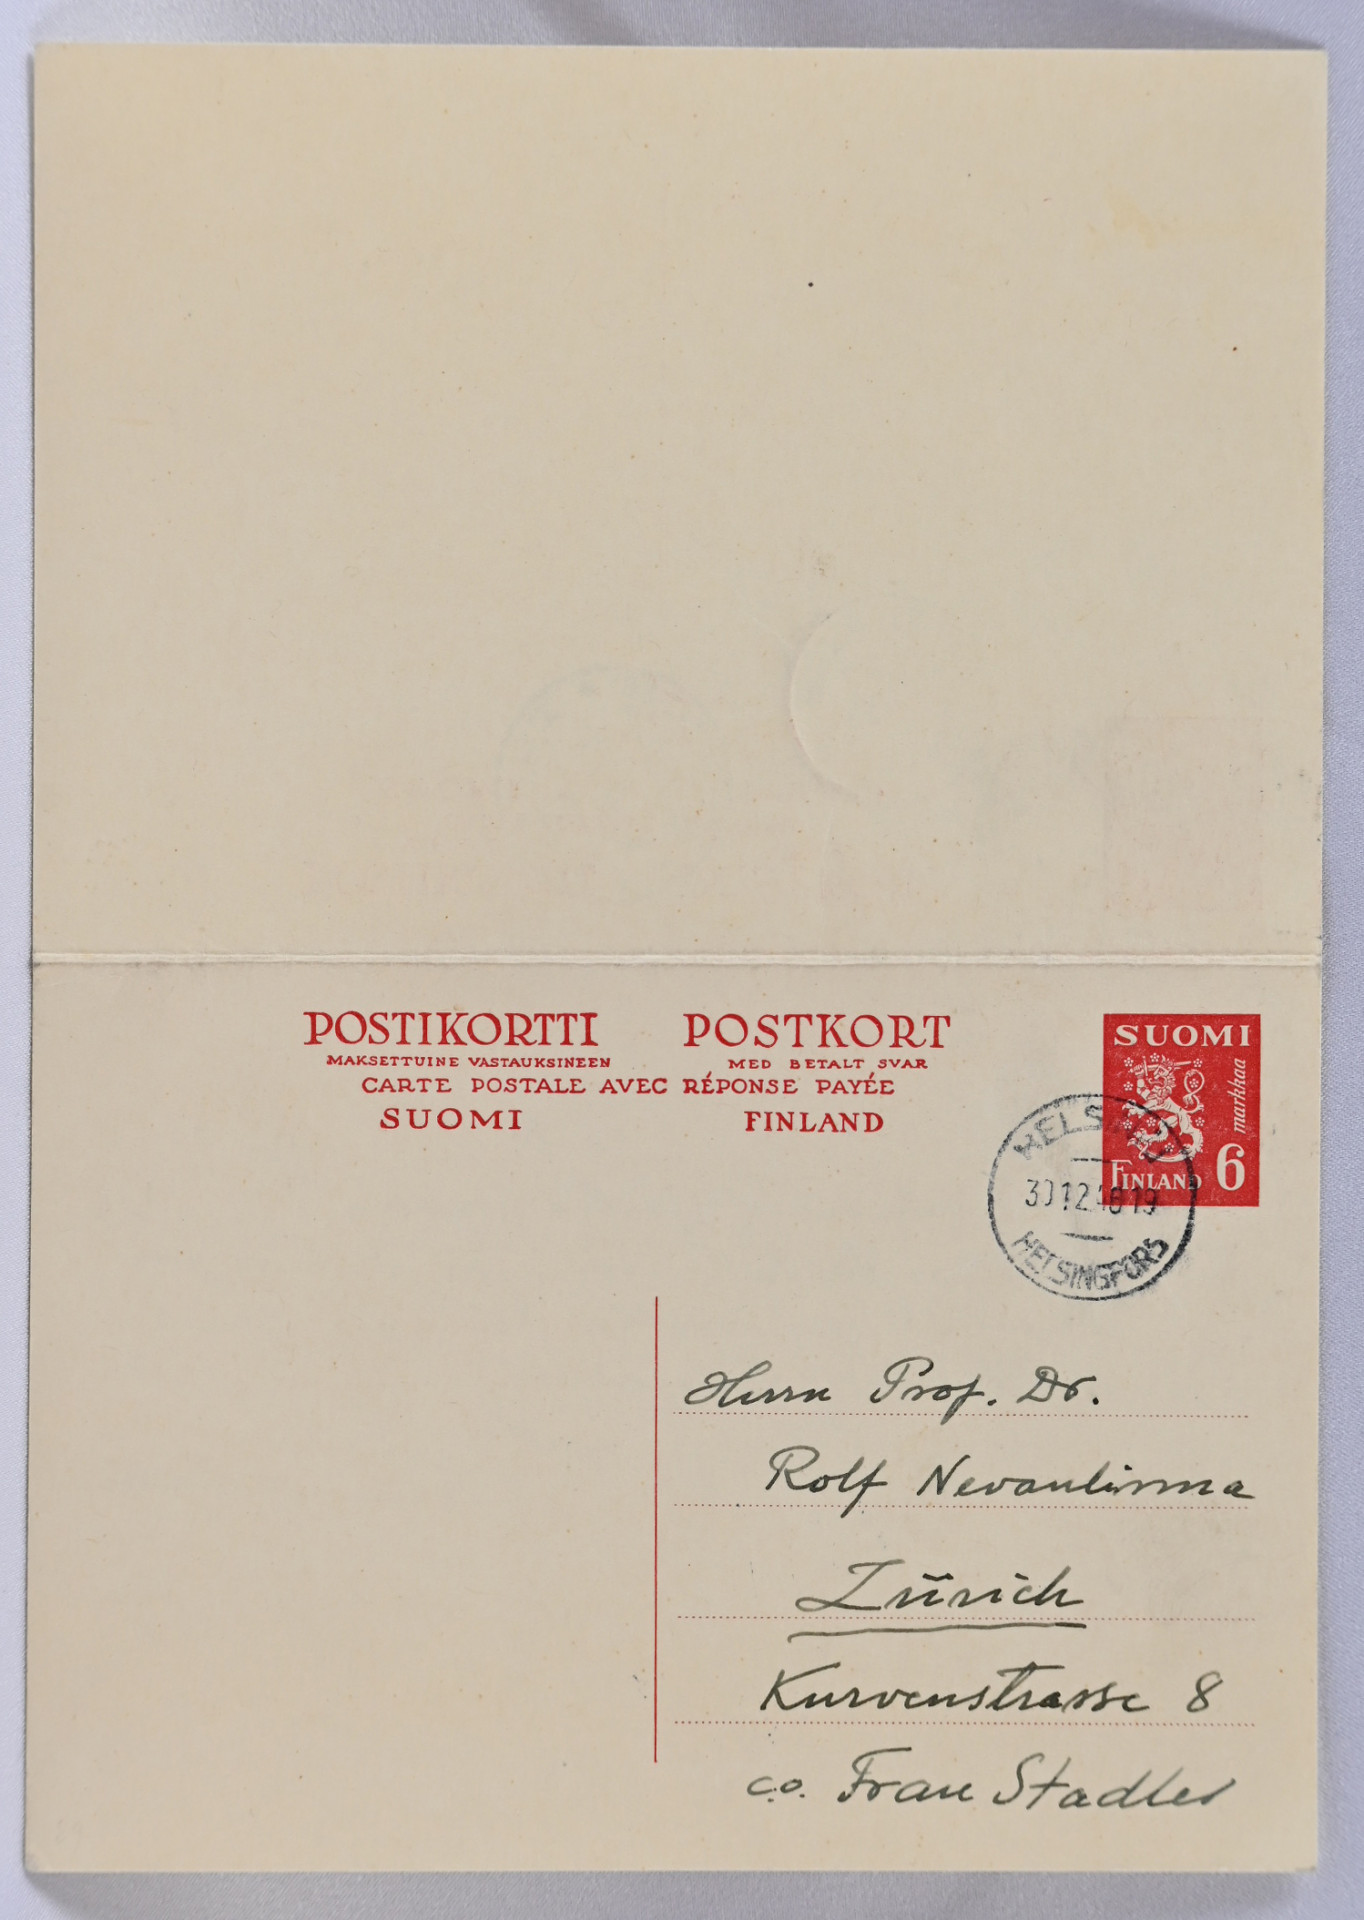 POSTIKORTTI POSTKORT
MAKSETTUINE VASTAUKSINEEN MED BETALT SVAR
CARTE POSTALE AVEC RÉPONSE PAYÉE
SUOMI FINLAND
SUOMI
markkaa
FINLAND 6
HELSINKI
HELSINGFORS
Herrn Prof. Dr.
Rolf Nevanlinna
Zürich
Kurvenstrasse 8
c.o. Frau Stadler